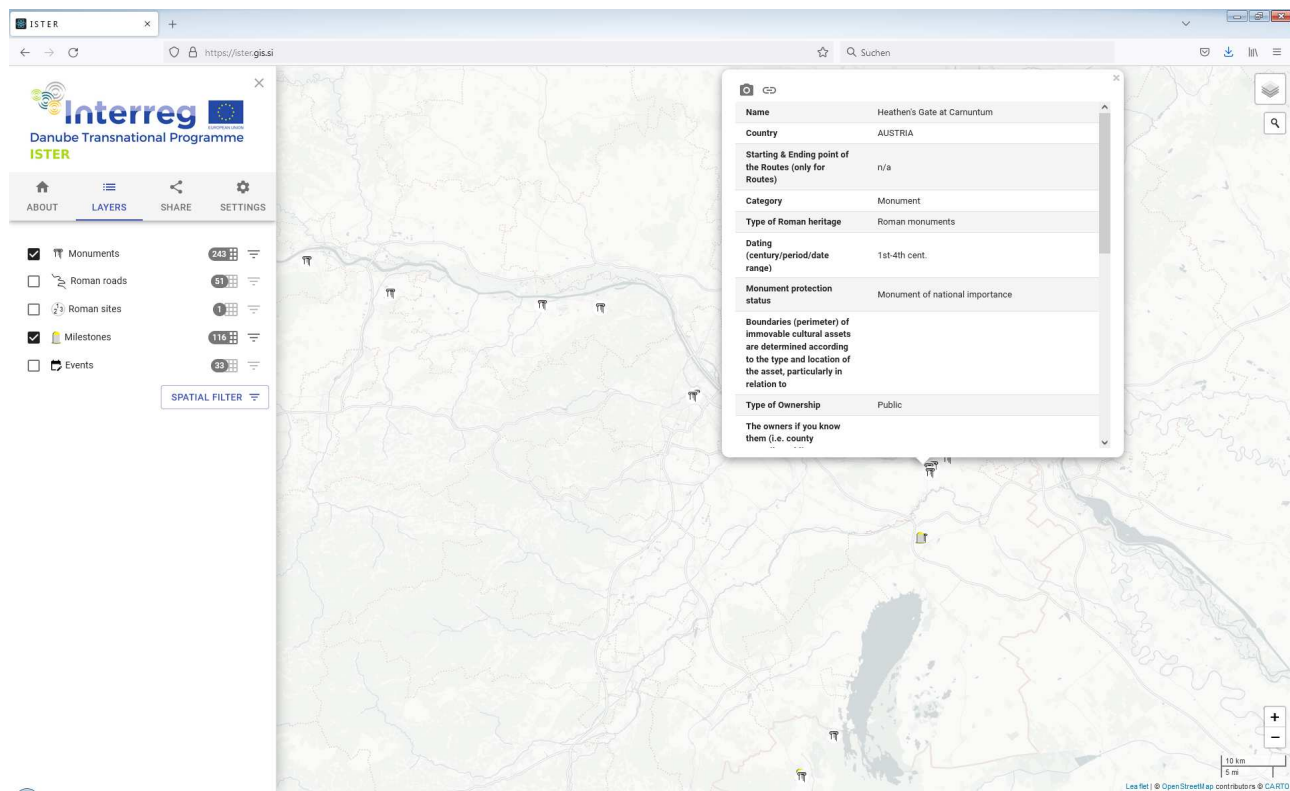 ISTER
https://ister.gis.si
Suchen
Interreg
EUROPEAN UNION
Danube Transnational Programme
ISTER
ABOUT
LAYERS
SHARE
SETTINGS
Monuments 243
Roman roads 51
Roman sites 1
Milestones 116
Events 33
SPATIAL FILTER
Name Heathen's Gate at Carnuntum
Country AUSTRIA
Starting & Ending point of
the Routes (only for n/a
Routes)
Category Monument
Type of Roman heritage Roman monuments
Dating
(century/period/date 1st-4th cent.
range)
Monument protection
status Monument of national importance
Boundaries (perimeter) of
immovable cultural assets
are determined according
to the type and location of
the asset, particularly in
relation to
Type of Ownership Public
The owners if you know
them (i.e. county
+
−
10 km
5 mi
Leaflet | © OpenStreetMap contributors © CARTO